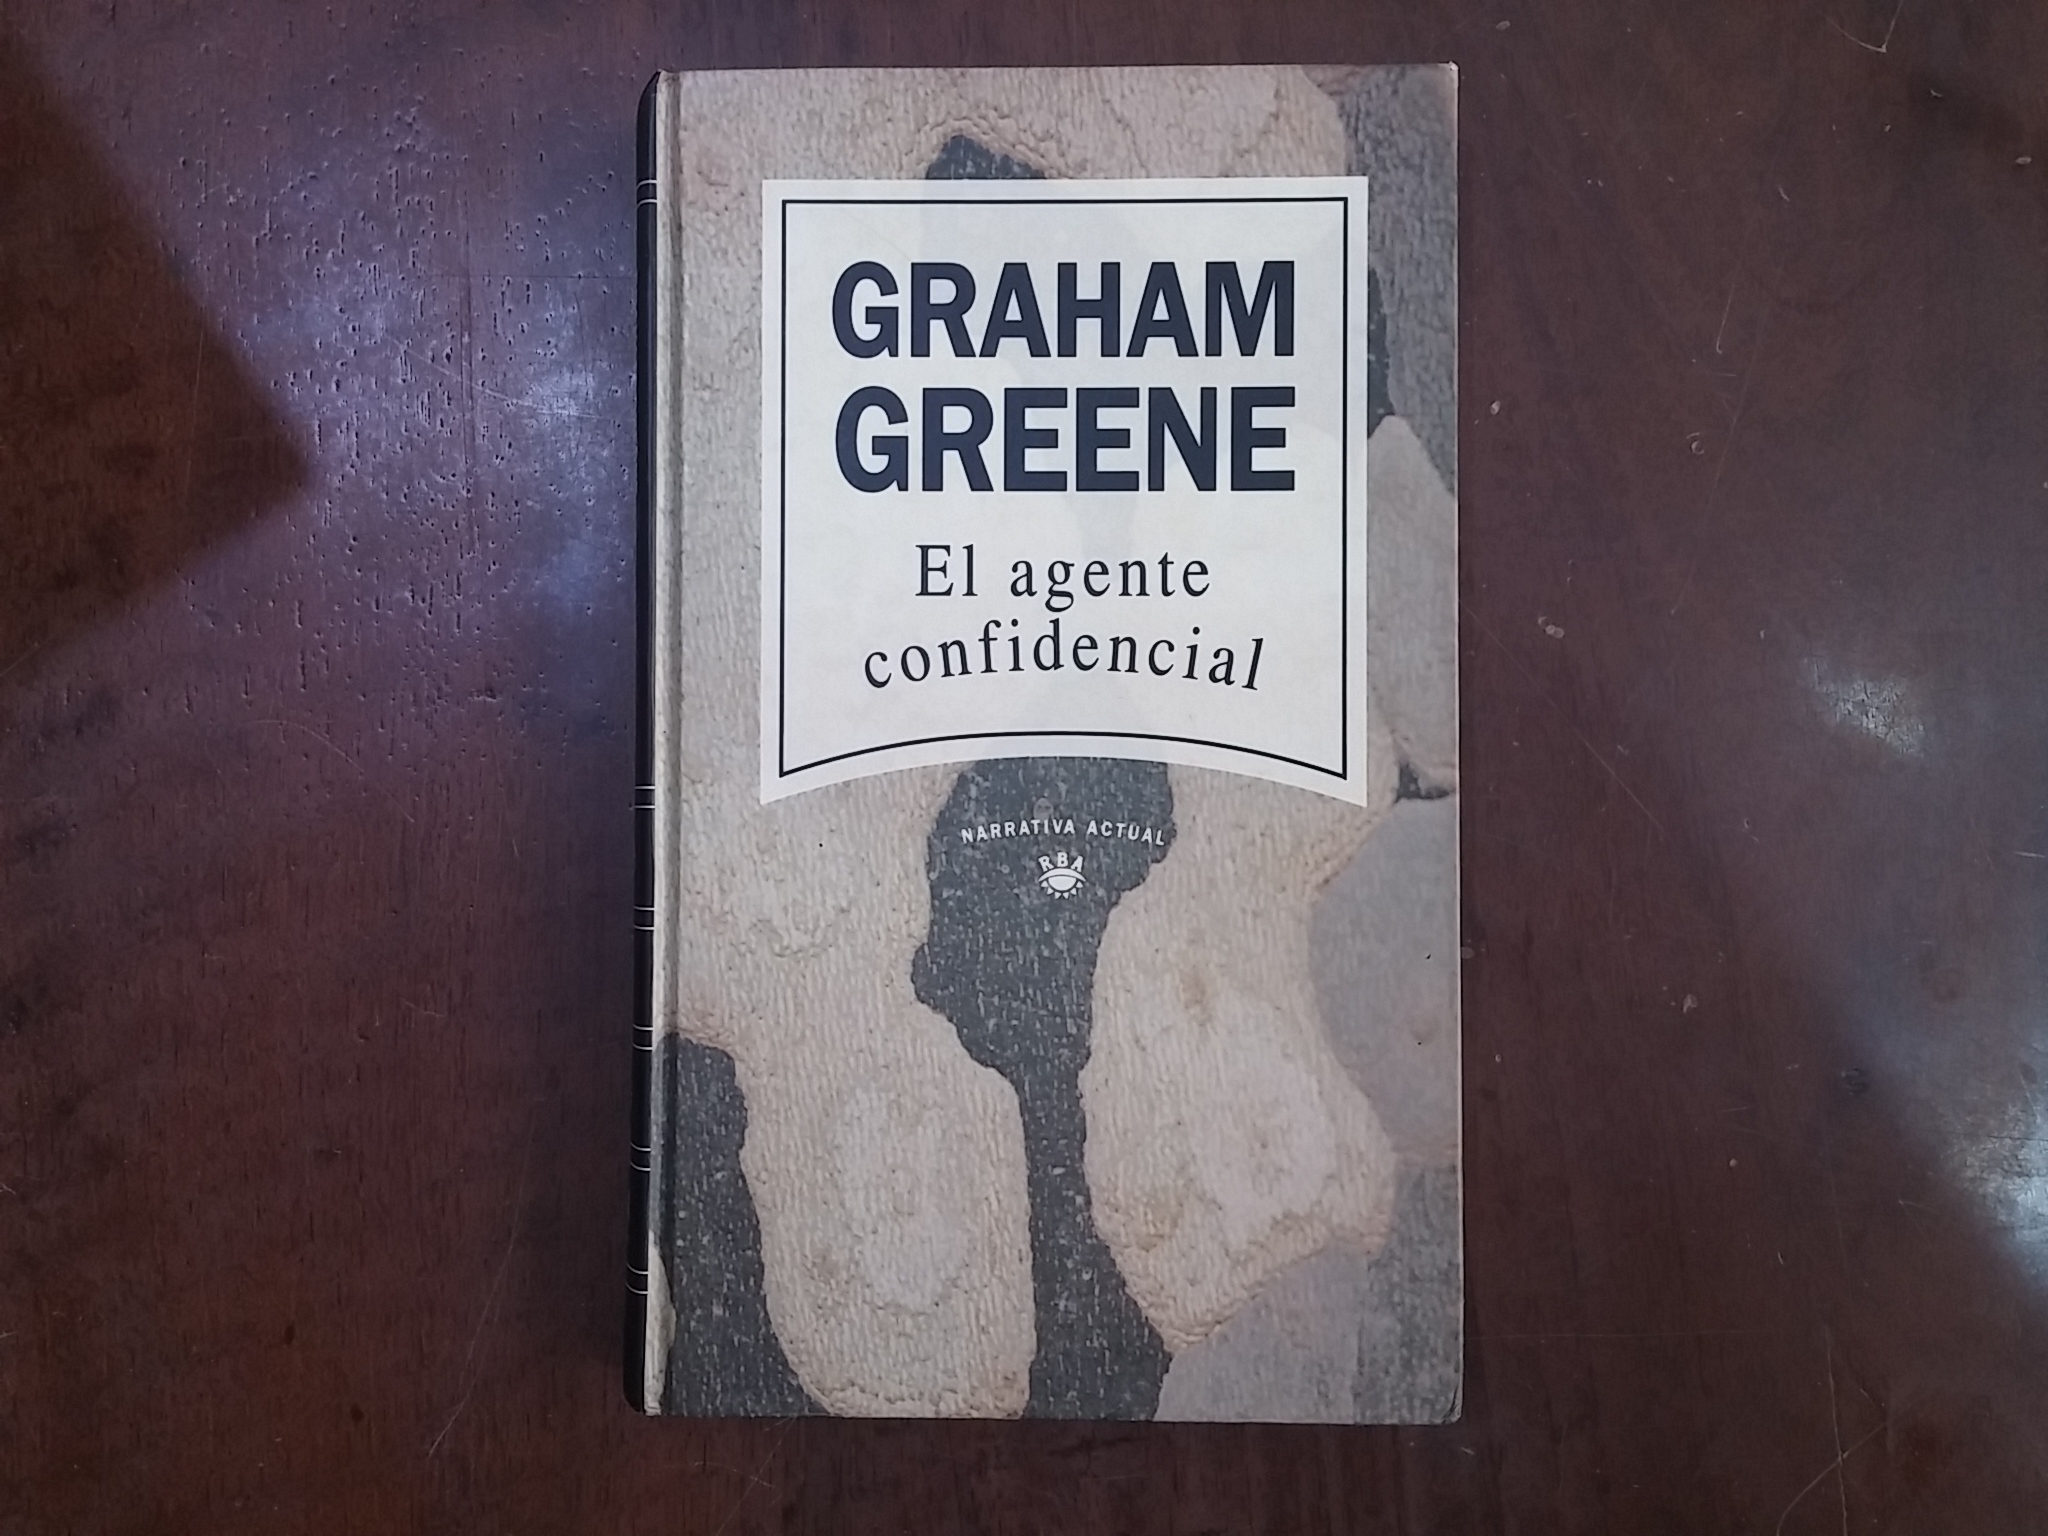 GRAHAM
GREENE
El agente
confidencial
NARRATIVA ACTUAL
RBA